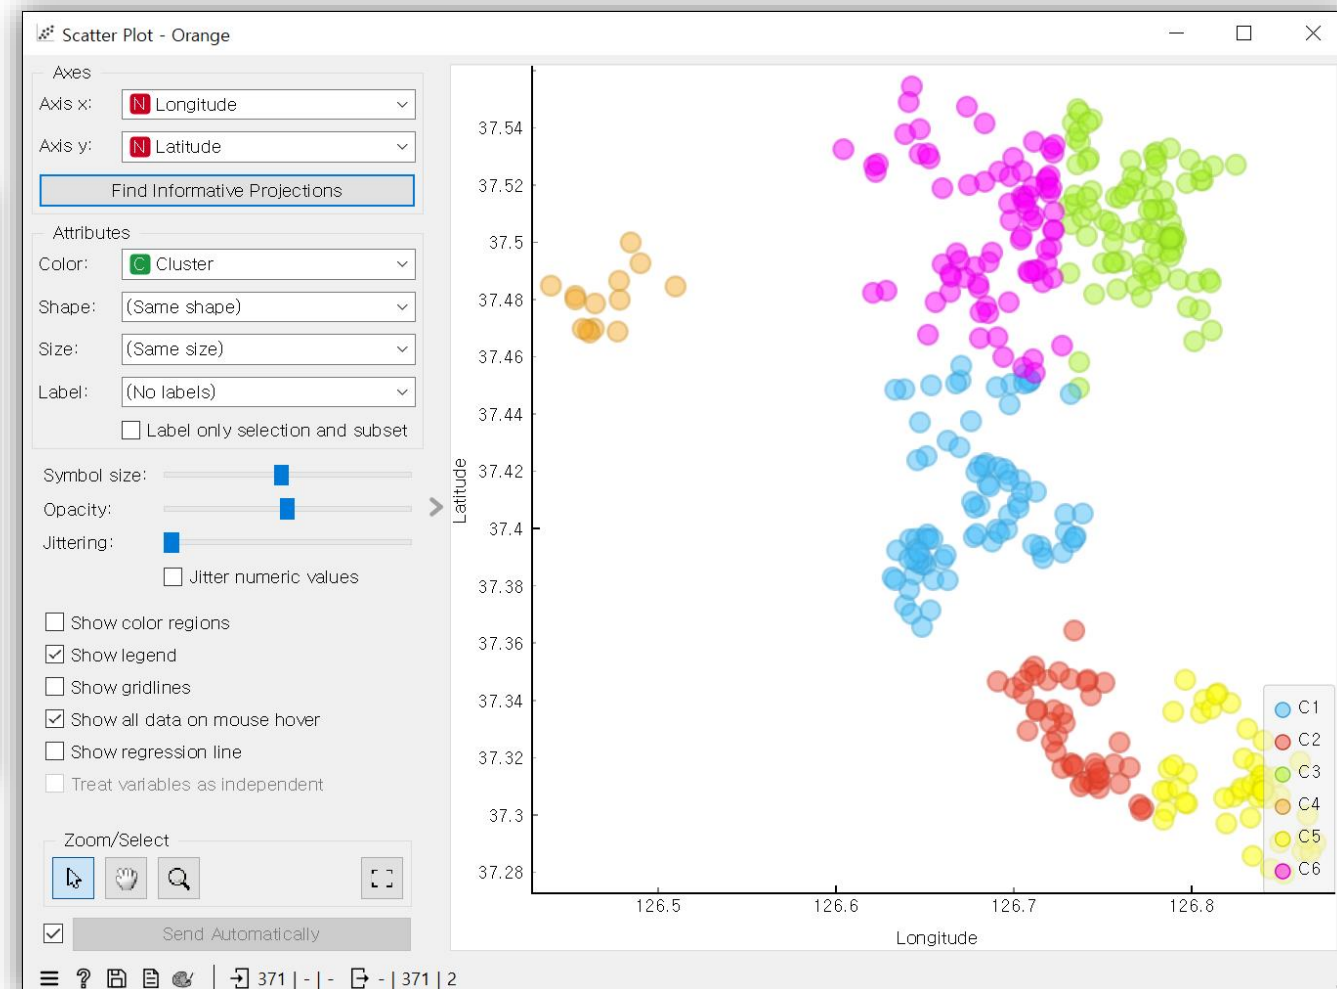 Scatter Plot - Orange
Axes
Axis x: N Longitude
Axis y: N Latitude
Find Informative Projections
Attributes
Color: C Cluster
Shape: (Same shape)
Size: (Same size)
Label: (No labels)
Label only selection and subset
Symbol size:
Opacity:
Jittering:
Jitter numeric values
Show color regions
Show legend
Show gridlines
Show all data on mouse hover
Show regression line
Treat variables as independent
Zoom/Select
Send Automatically
? 371 | - | - - | 371 | 2
37.54
37.52
37.5
37.48
37.46
37.44
37.42
37.4
37.38
37.36
37.34
37.32
37.3
37.28
Latitude
126.5 126.6 126.7 126.8
Longitude
C1
C2
C3
C4
C5
C6